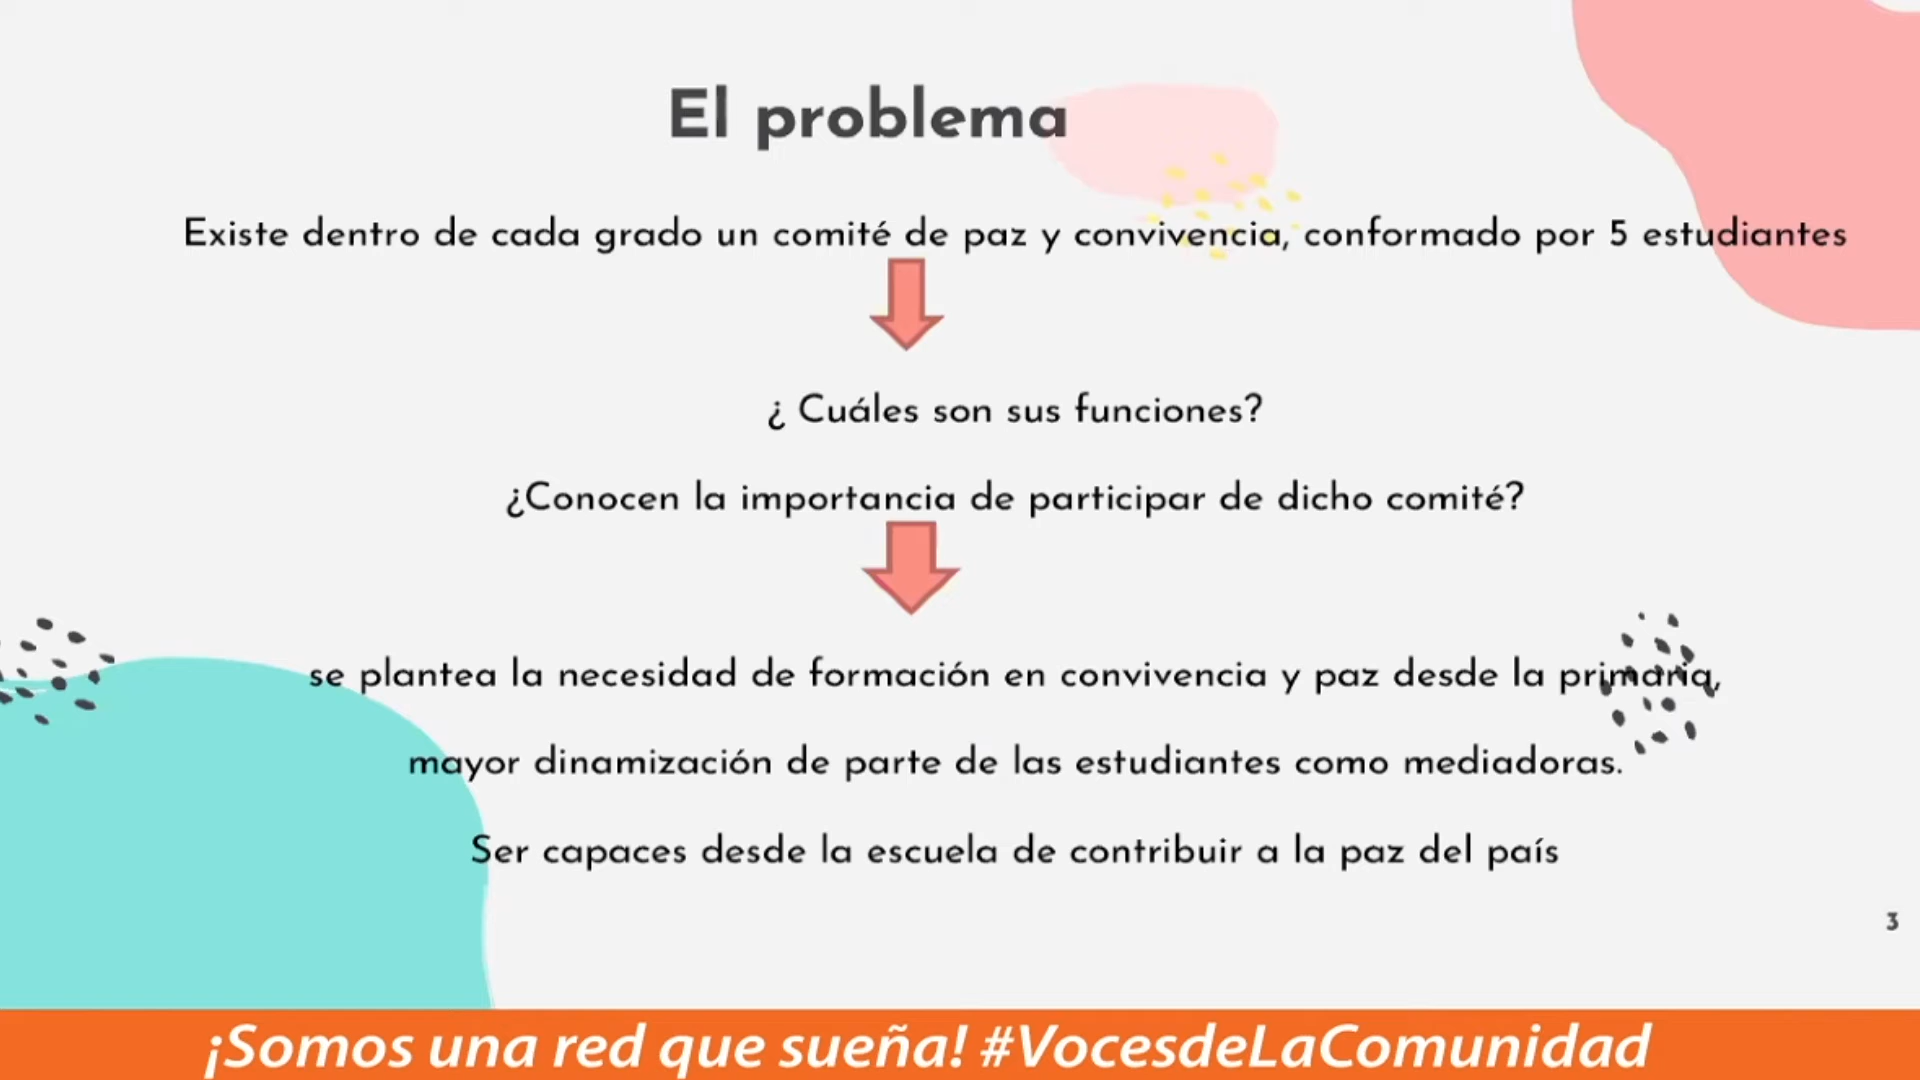 El problema
Existe dentro de cada grado un comité de paz y convivencia, conformado por 5 estudiantes
¿ Cuáles son sus funciones?
¿Conocen la importancia de participar de dicho comité?
se plantea la necesidad de formación en convivencia y paz desde la primaria,
mayor dinamización de parte de las estudiantes como mediadoras.
Ser capaces desde la escuela de contribuir a la paz del país
3
¡Somos una red que sueña! #VocesdeLaComunidad